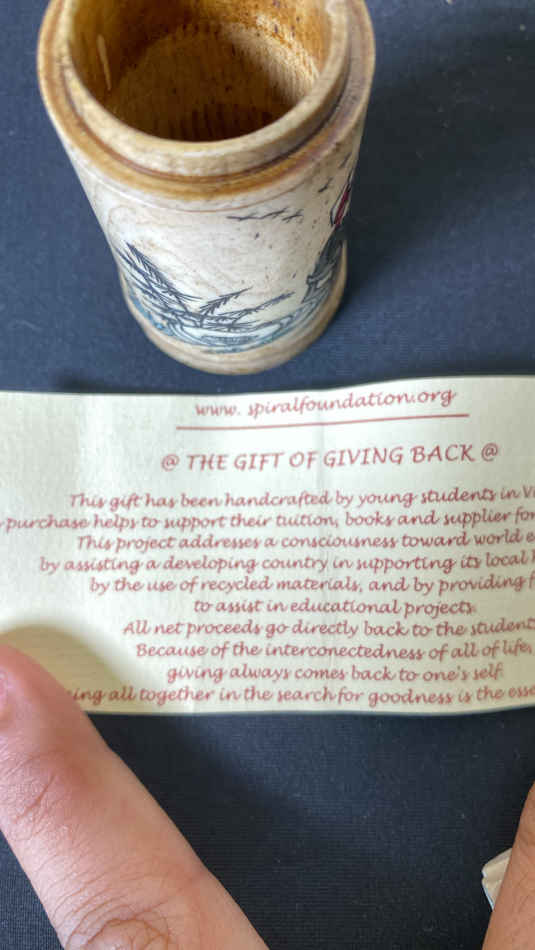 www. spiralfoundation.org
@ THE GIFT OF GIVING BACK @
This gift has been handcrafted by young students in
purchase helps to support their tuition, books and supplier for
This project addresses a consciousness toward world
by assisting a developing country in supporting its local
by the use of recycled materials, and by providing
to assist in educational projects.
All net proceeds go directly back to the student
Because of the interconectedness of all of life,
giving always comes back to one's self
all together in the search for goodness is the